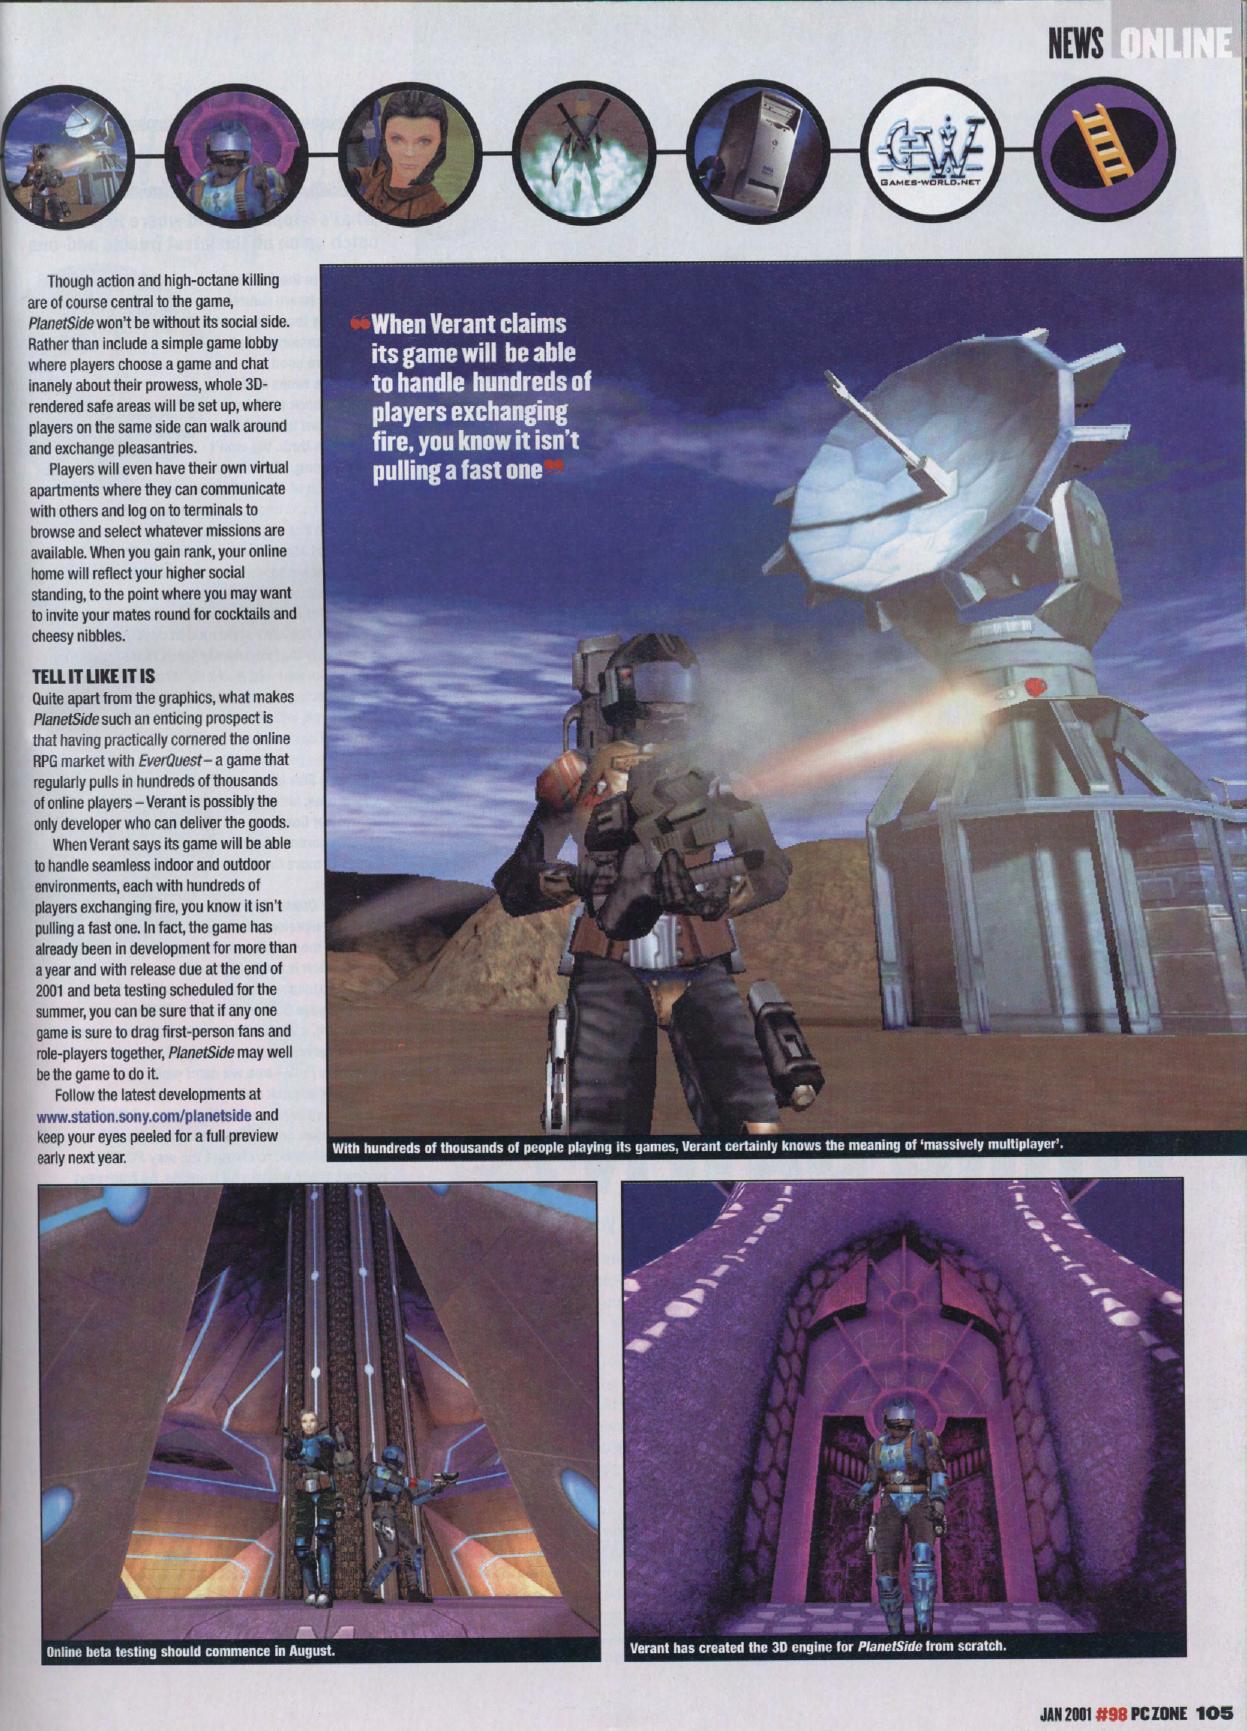 NEWS ONLINE
GW
GAMES-WORLD.NET
Though action and high-octane killing
are of course central to the game,
PlanetSide won't be without its social side.
Rather than include a simple game lobby
where players choose a game and chat
inanely about their prowess, whole 3D-
rendered safe areas will be set up, where
players on the same side can walk around
and exchange pleasantries.
Players will even have their own virtual
apartments where they can communicate
with others and log on to terminals to
browse and select whatever missions are
available. When you gain rank, your online
home will reflect your higher social
standing, to the point where you may want
to invite your mates round for cocktails and
cheesy nibbles.
TELL IT LIKE IT IS
Quite apart from the graphics, what makes
PlanetSide such an enticing prospect is
that having practically cornered the online
RPG market with EverQuest – a game that
regularly pulls in hundreds of thousands
of online players – Verant is possibly the
only developer who can deliver the goods.
When Verant says its game will be able
to handle seamless indoor and outdoor
environments, each with hundreds of
players exchanging fire, you know it isn't
pulling a fast one. In fact, the game has
already been in development for more than
a year and with release due at the end of
2001 and beta testing scheduled for the
summer, you can be sure that if any one
game is sure to drag first-person fans and
role-players together, PlanetSide may well
be the game to do it.
Follow the latest developments at
www.station.sony.com/planetside and
keep your eyes peeled for a full preview
early next year.
“When Verant claims
its game will be able
to handle hundreds of
players exchanging
fire, you know it isn't
pulling a fast one”
With hundreds of thousands of people playing its games, Verant certainly knows the meaning of ‘massively multiplayer’.
Online beta testing should commence in August.
Verant has created the 3D engine for PlanetSide from scratch.
JAN 2001 #98 PCZONE 105